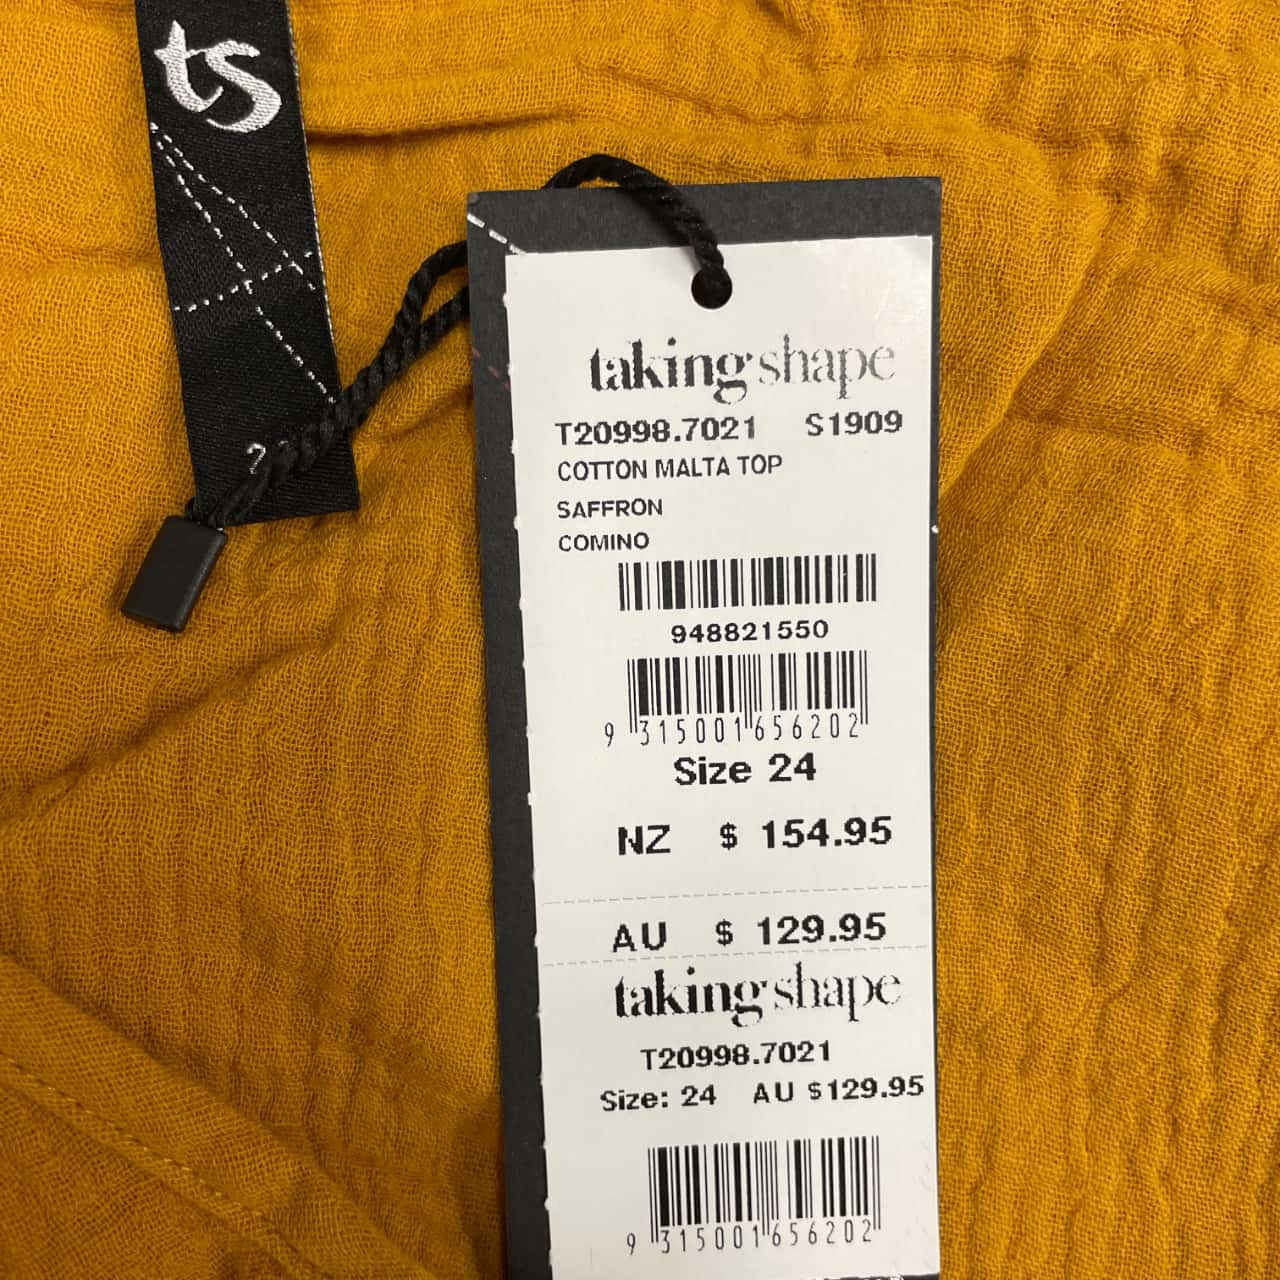 ts
taking shape
T20998.7021 S1909
COTTON MALTA TOP
SAFFRON
COMINO
948821550
9 315001 656202
Size 24
NZ $ 154.95
AU $ 129.95
taking shape
T20998.7021
Size: 24 AU $129.95
9 315001 656202